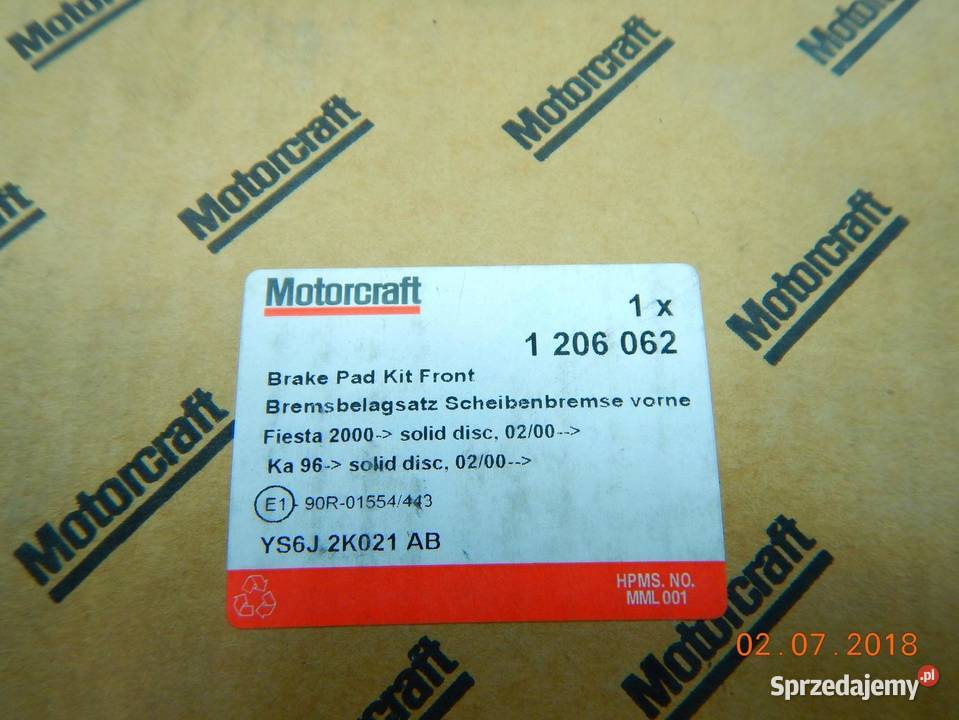 Motorcraft
Motorcraft
Motorcraft
Motorcraft
Motorcraft
Motorcraft
1 x
1 206 062
Brake Pad Kit Front
Bremsbelagsatz Scheibenbremse vorne
Fiesta 2000-> solid disc, 02/00-->
Ka 96-> solid disc, 02/00-->
E1 - 90R-01554/443
YS6J 2K021 AB
HPMS. NO.
MML 001
Motorcraft
Motorcraft
Motorcraft
02.07.2018
Sprzedajemy.pl